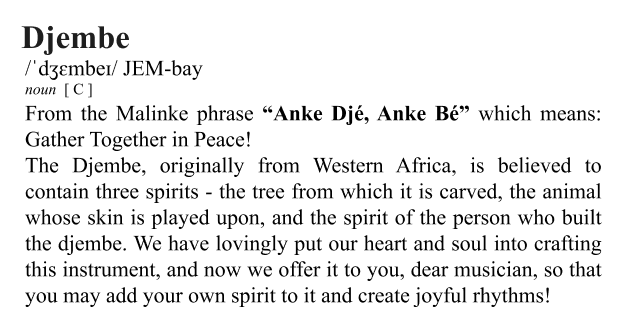 Djembe
/ˈdʒɛmbeɪ/ JEM-bay
noun [ C ]
From the Malinke phrase “Anke Djé, Anke Bé” which means:
Gather Together in Peace!
The Djembe, originally from Western Africa, is believed to
contain three spirits - the tree from which it is carved, the animal
whose skin is played upon, and the spirit of the person who built
the djembe. We have lovingly put our heart and soul into crafting
this instrument, and now we offer it to you, dear musician, so that
you may add your own spirit to it and create joyful rhythms!